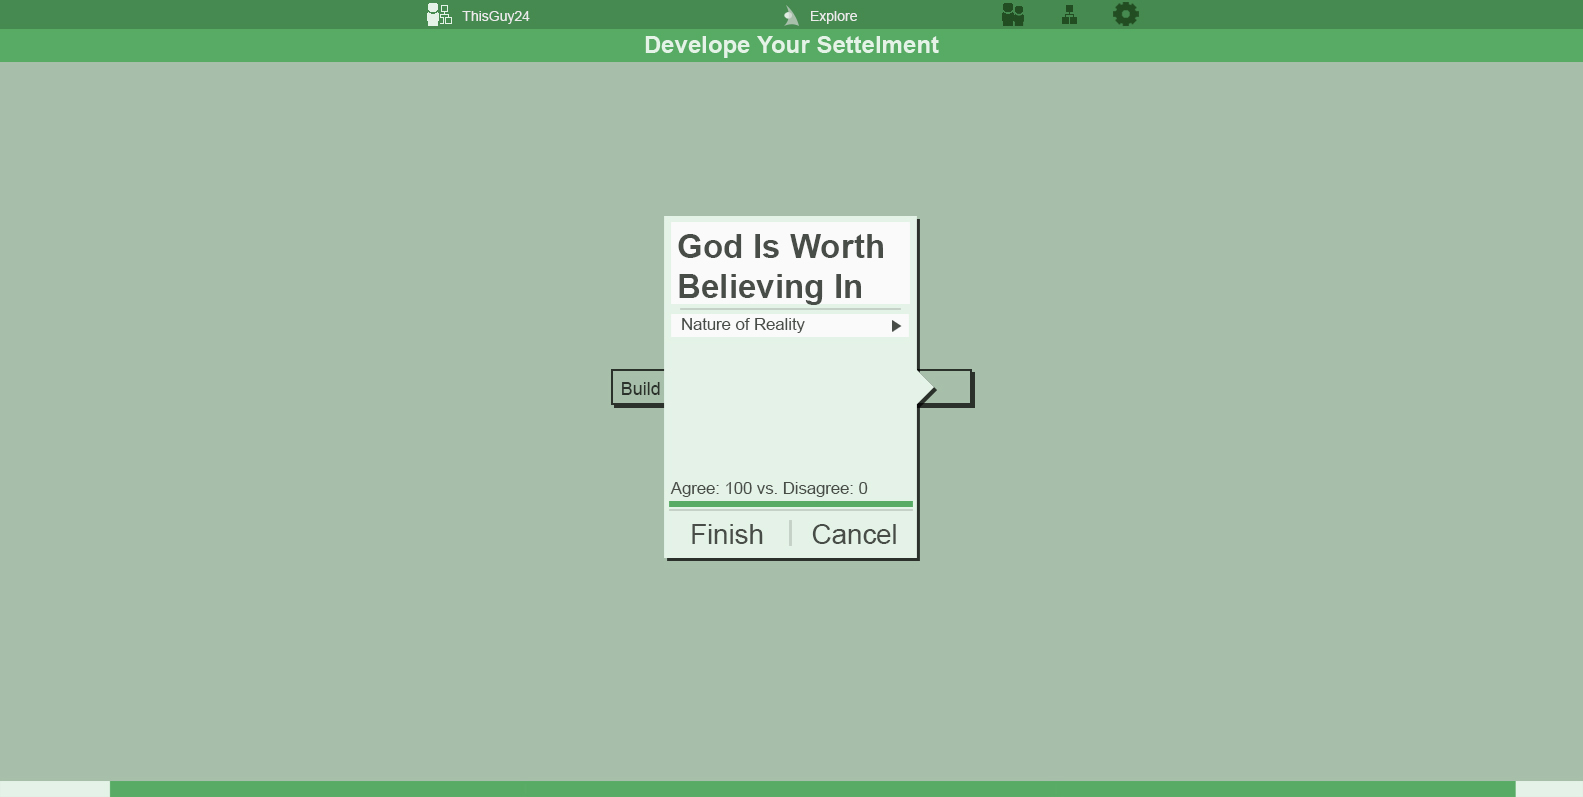 ThisGuy24
Explore
Develope Your Settelment
God Is Worth
Believing In
Nature of Reality
Build
Agree: 100 vs. Disagree: 0
Finish
Cancel